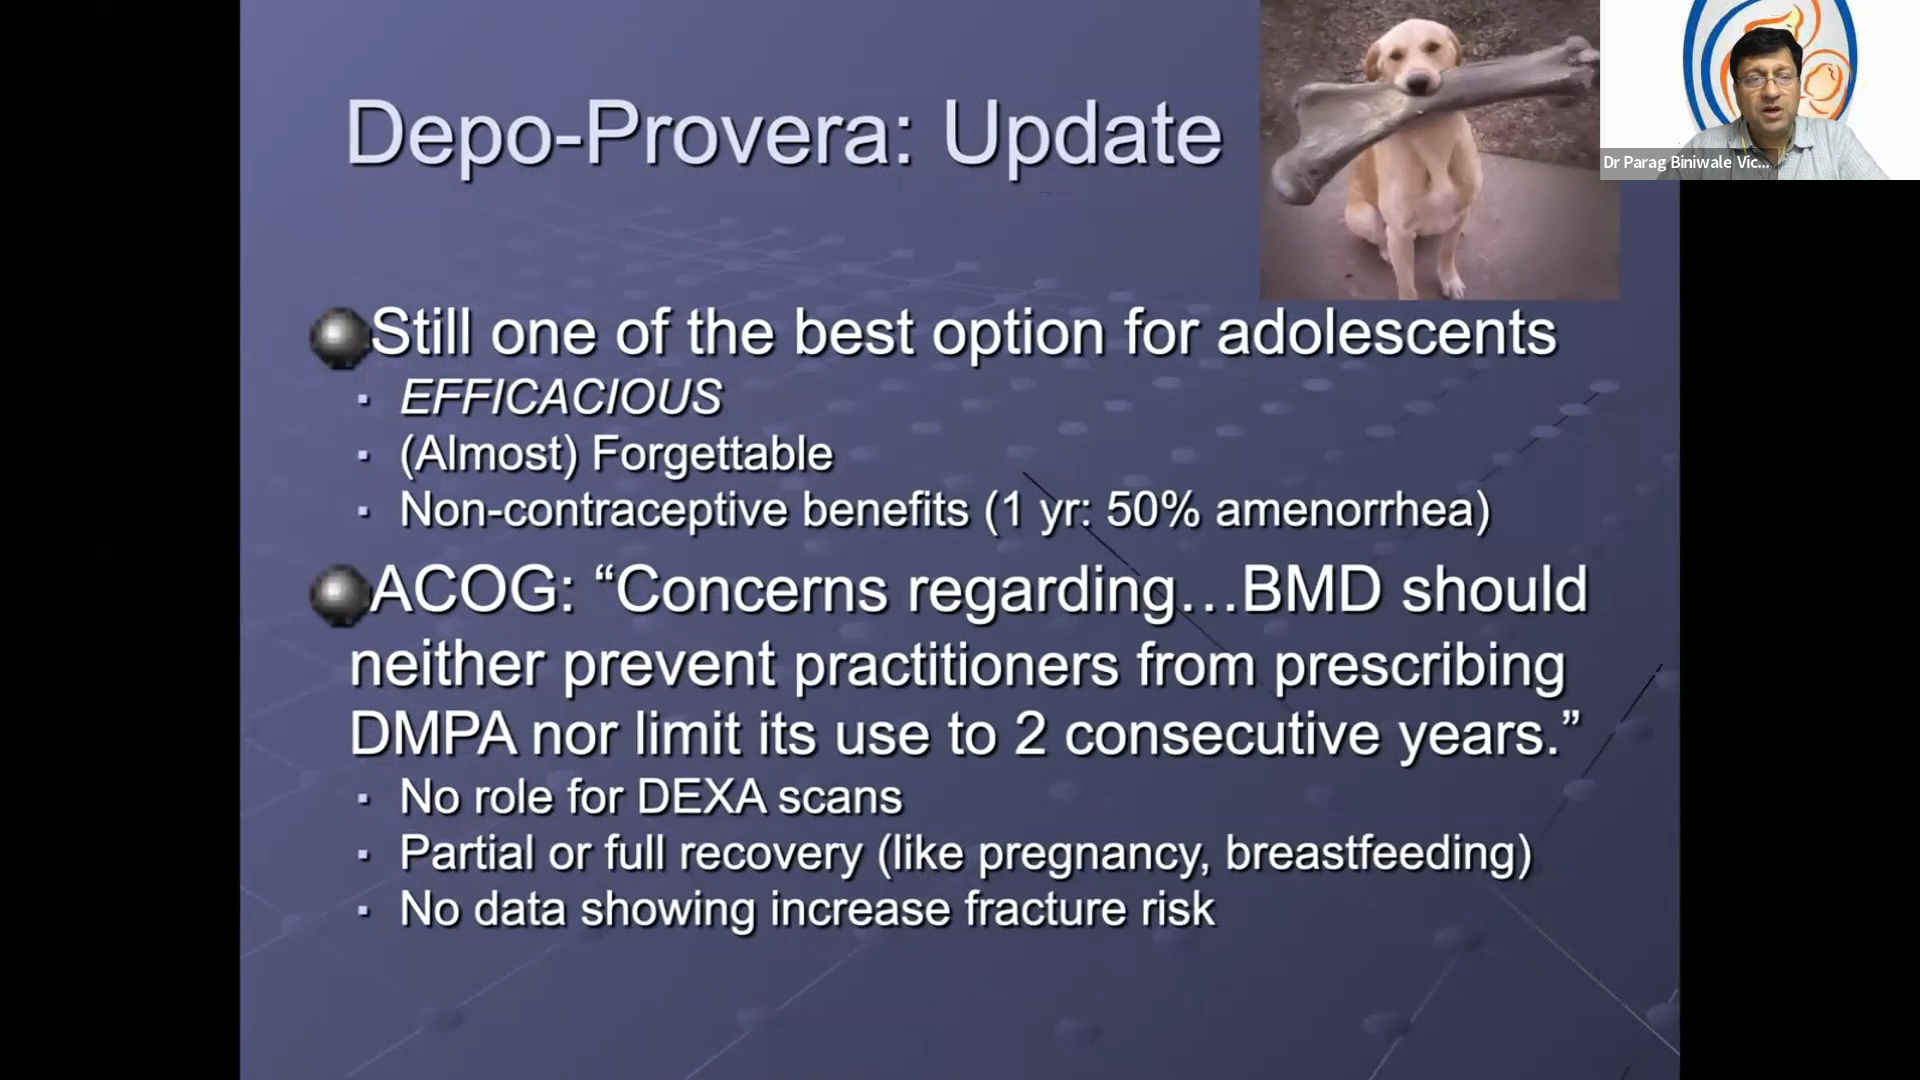 Depo-Provera: Update
Dr Parag Biniwale Vic...
Still one of the best option for adolescents
EFFICACIOUS
(Almost) Forgettable
Non-contraceptive benefits (1 yr: 50% amenorrhea)
ACOG: “Concerns regarding…BMD should
neither prevent practitioners from prescribing
DMPA nor limit its use to 2 consecutive years.”
No role for DEXA scans
Partial or full recovery (like pregnancy, breastfeeding)
No data showing increase fracture risk